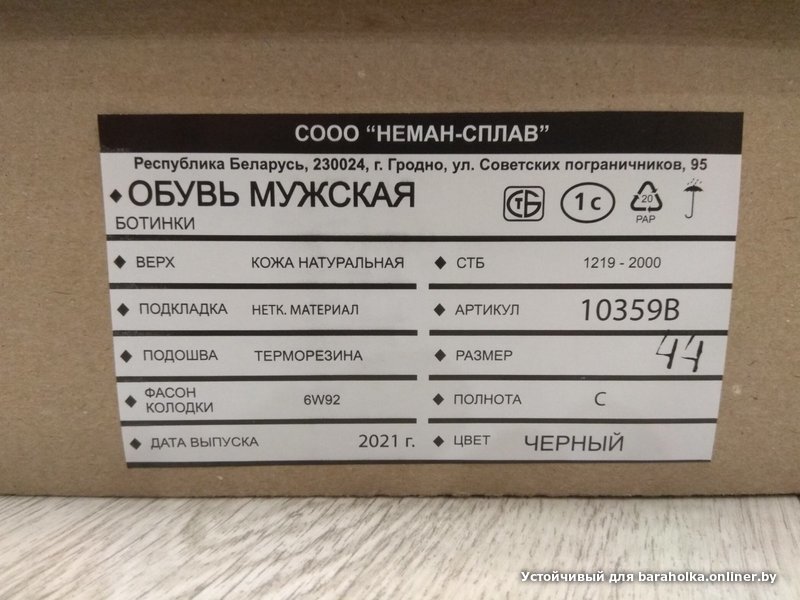 СООО “НЕМАН-СПЛАВ”
Республика Беларусь, 230024, г. Гродно, ул. Советских пограничников, 95
ОБУВЬ МУЖСКАЯ
БОТИНКИ
СТБ
1 с
20
PAP
ВЕРХ КОЖА НАТУРАЛЬНАЯ
СТБ 1219 - 2000
ПОДКЛАДКА НЕТК. МАТЕРИАЛ
АРТИКУЛ 10359В
ПОДОШВА ТЕРМОРЕЗИНА
РАЗМЕР 44
ФАСОН
КОЛОДКИ 6W92
ПОЛНОТА С
ДАТА ВЫПУСКА 2021 г.
ЦВЕТ ЧЕРНЫЙ
Устойчивый для baraholka.onliner.by